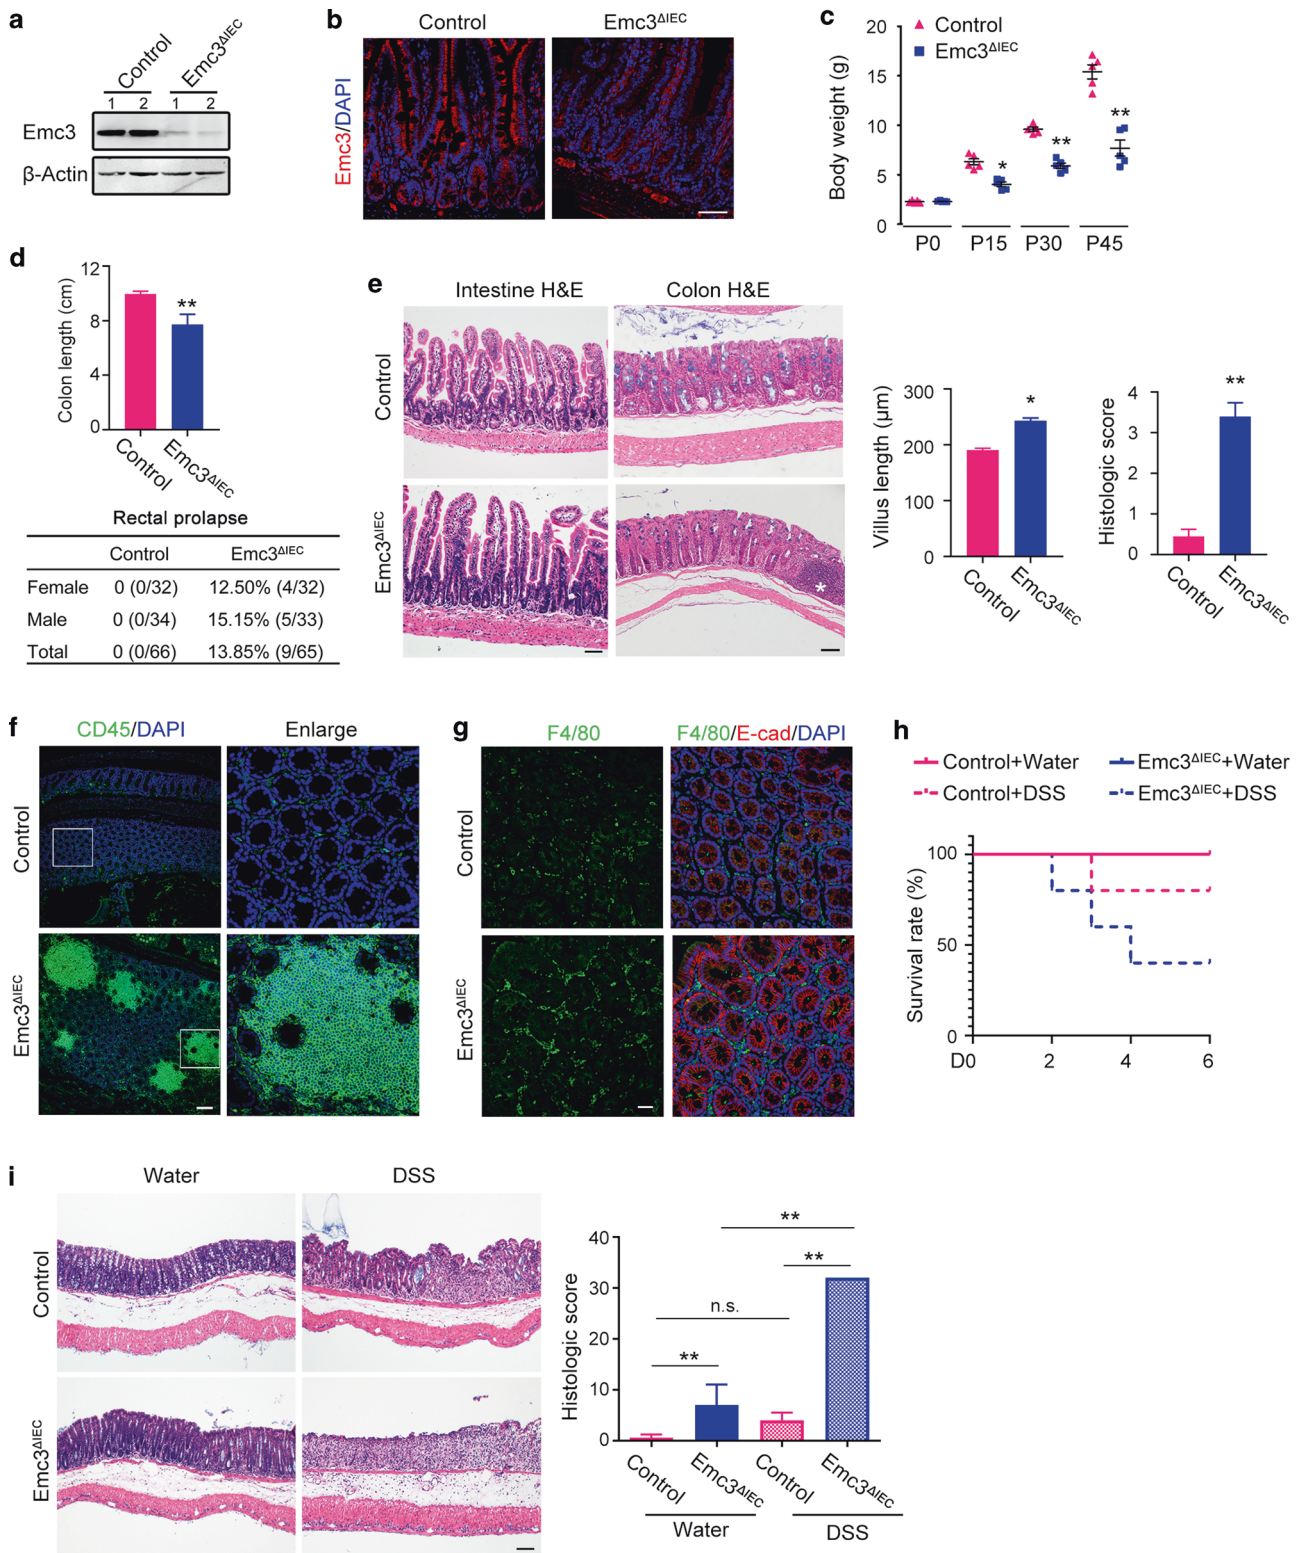 a
Control
Emc3ΔIEC
1 2 1 2
Emc3
β-Actin
b
Control
Emc3ΔIEC
Emc3/DAPI
c
Control
Emc3ΔIEC
Body weight (g)
20
15
10
5
0
*
**
**
P0 P15 P30 P45
d
Colon length (cm)
12
8
4
0
**
Control
Emc3ΔIEC
Rectal prolapse
Control Emc3ΔIEC
Female 0 (0/32) 12.50% (4/32)
Male 0 (0/34) 15.15% (5/33)
Total 0 (0/66) 13.85% (9/65)
e
Intestine H&E
Colon H&E
Control
Emc3ΔIEC
*
Villus length (μm)
300
200
100
0
*
Control
Emc3ΔIEC
Histologic score
4
3
2
1
0
**
Control
Emc3ΔIEC
f
CD45/DAPI
Enlarge
Control
Emc3ΔIEC
g
F4/80
F4/80/E-cad/DAPI
Control
Emc3ΔIEC
h
Control+Water
Emc3ΔIEC+Water
Control+DSS
Emc3ΔIEC+DSS
Survival rate (%)
100
50
0
D0 2 4 6
i
Water
DSS
Control
Emc3ΔIEC
Histologic score
40
30
20
10
0
**
**
n.s.
**
Control
Emc3ΔIEC
Control
Emc3ΔIEC
Water
DSS